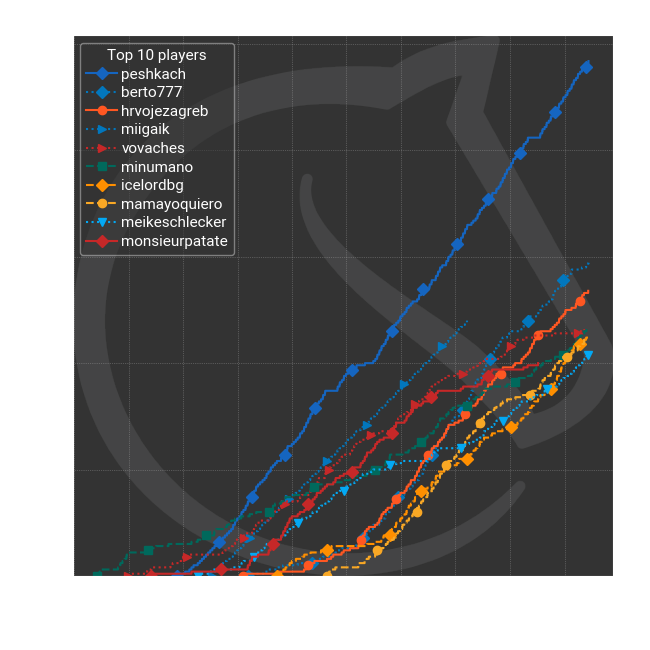 Top 10 players
peshkach
berto777
hrvojezagreb
miigaik
vovaches
minumano
icelordbg
mamayoquiero
meikeschlecker
monsieurpatate